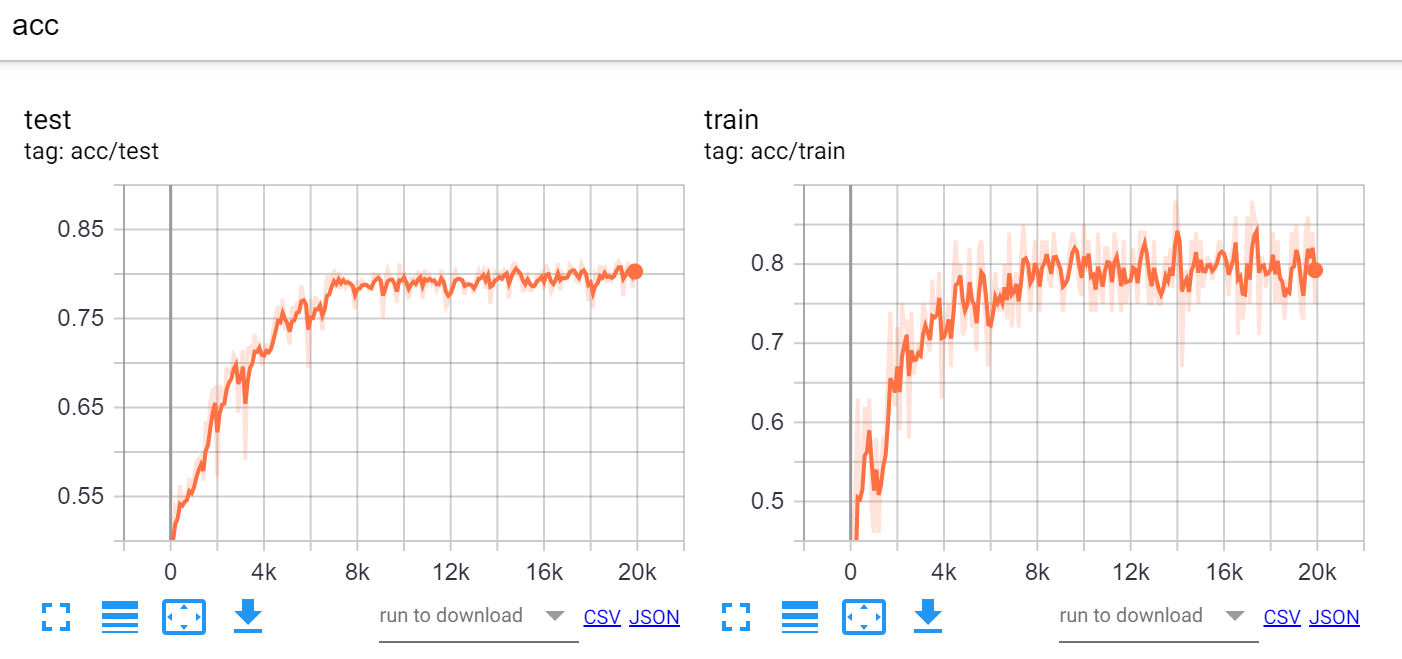 acc
test
tag: acc/test
0.85
0.75
0.65
0.55
0 4k 8k 12k 16k 20k
run to download CSV JSON
train
tag: acc/train
0.8
0.7
0.6
0.5
0 4k 8k 12k 16k 20k
run to download CSV JSON